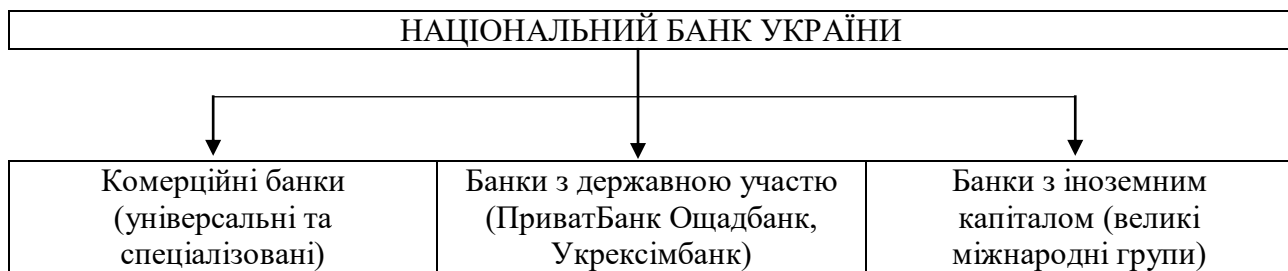 НАЦІОНАЛЬНИЙ БАНК УКРАЇНИ
Комерційні банки
(універсальні та
спеціалізовані)
Банки з державною участю
(ПриватБанк Ощадбанк,
Укрексімбанк)
Банки з іноземним
капіталом (великі
міжнародні групи)